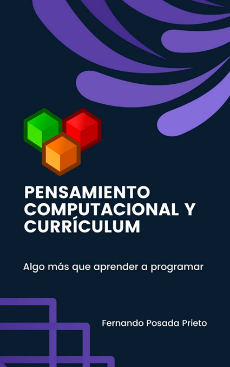 PENSAMIENTO
COMPUTACIONAL Y
CURRÍCULUM
Algo más que aprender a programar
Fernando Posada Prieto